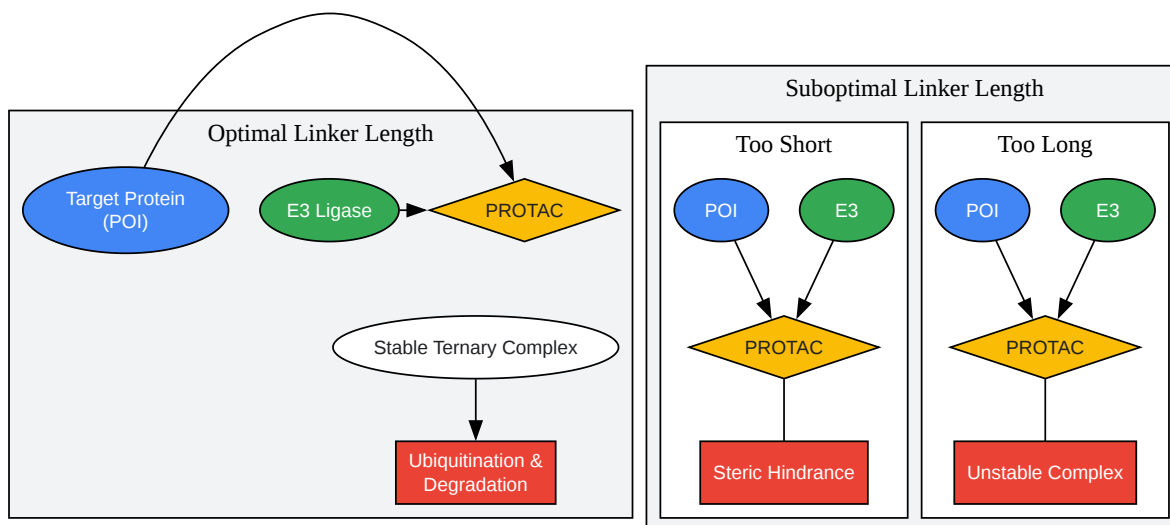 Optimal Linker Length
Target Protein
(POI)
E3 Ligase
PROTAC
Stable Ternary Complex
Ubiquitination &
Degradation
Suboptimal Linker Length
Too Short
POI
E3
PROTAC
Steric Hindrance
Too Long
POI
E3
PROTAC
Unstable Complex